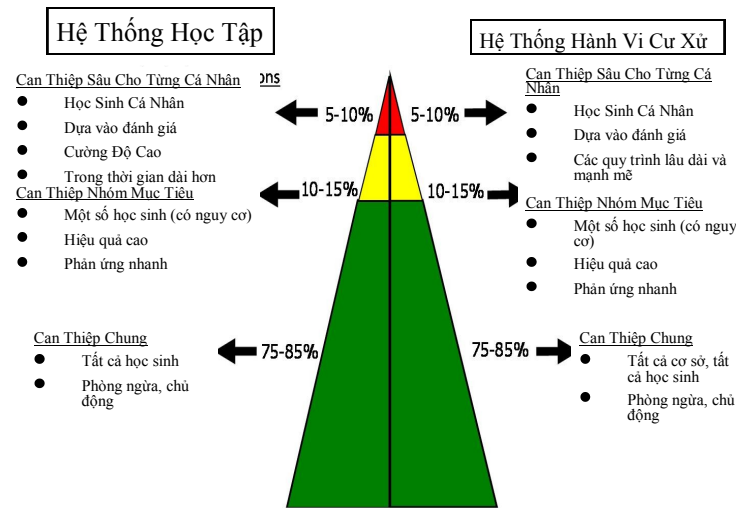 Hệ Thống Học Tập
Can Thiệp Sâu Cho Từng Cá Nhân
ons
● Học Sinh Cá Nhân
● Dựa vào đánh giá
● Cường Độ Cao
● Trong thời gian dài hơn
Can Thiệp Nhóm Mục Tiêu
● Một số học sinh (có nguy cơ)
● Hiệu quả cao
● Phản ứng nhanh
Can Thiệp Chung
● Tất cả học sinh
● Phòng ngừa, chủ
động
5-10%
5-10%
10-15%
10-15%
75-85%
75-85%
Hệ Thống Hành Vi Cư Xử
Can Thiệp Sâu Cho Từng Cá
Nhân
● Học Sinh Cá Nhân
● Dựa vào đánh giá
● Các quy trình lâu dài và
mạnh mẽ
Can Thiệp Nhóm Mục Tiêu
● Một số học sinh (có nguy
cơ)
● Hiệu quả cao
● Phản ứng nhanh
Can Thiệp Chung
● Tất cả cơ sở, tất
cả học sinh
● Phòng ngừa, chủ
động